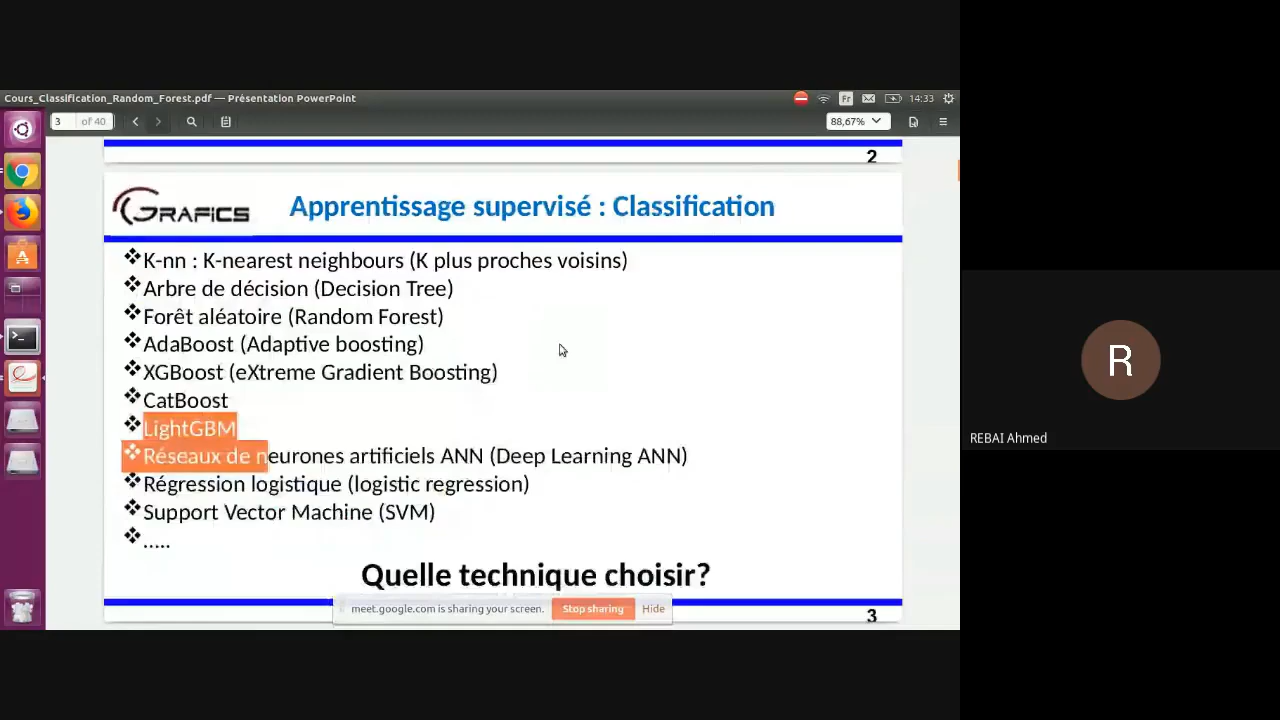 Cours_Classification_Random_Forest.pdf — Présentation PowerPoint
Fr
14:33
3 of 40
88,67%
2
GRAFICS
Apprentissage supervisé : Classification
K-nn : K-nearest neighbours (K plus proches voisins)
Arbre de décision (Decision Tree)
Forêt aléatoire (Random Forest)
AdaBoost (Adaptive boosting)
XGBoost (eXtreme Gradient Boosting)
CatBoost
LightGBM
Réseaux de neurones artificiels ANN (Deep Learning ANN)
Régression logistique (logistic regression)
Support Vector Machine (SVM)
…..
Quelle technique choisir?
meet.google.com is sharing your screen. Stop sharing Hide
3
R
REBAI Ahmed